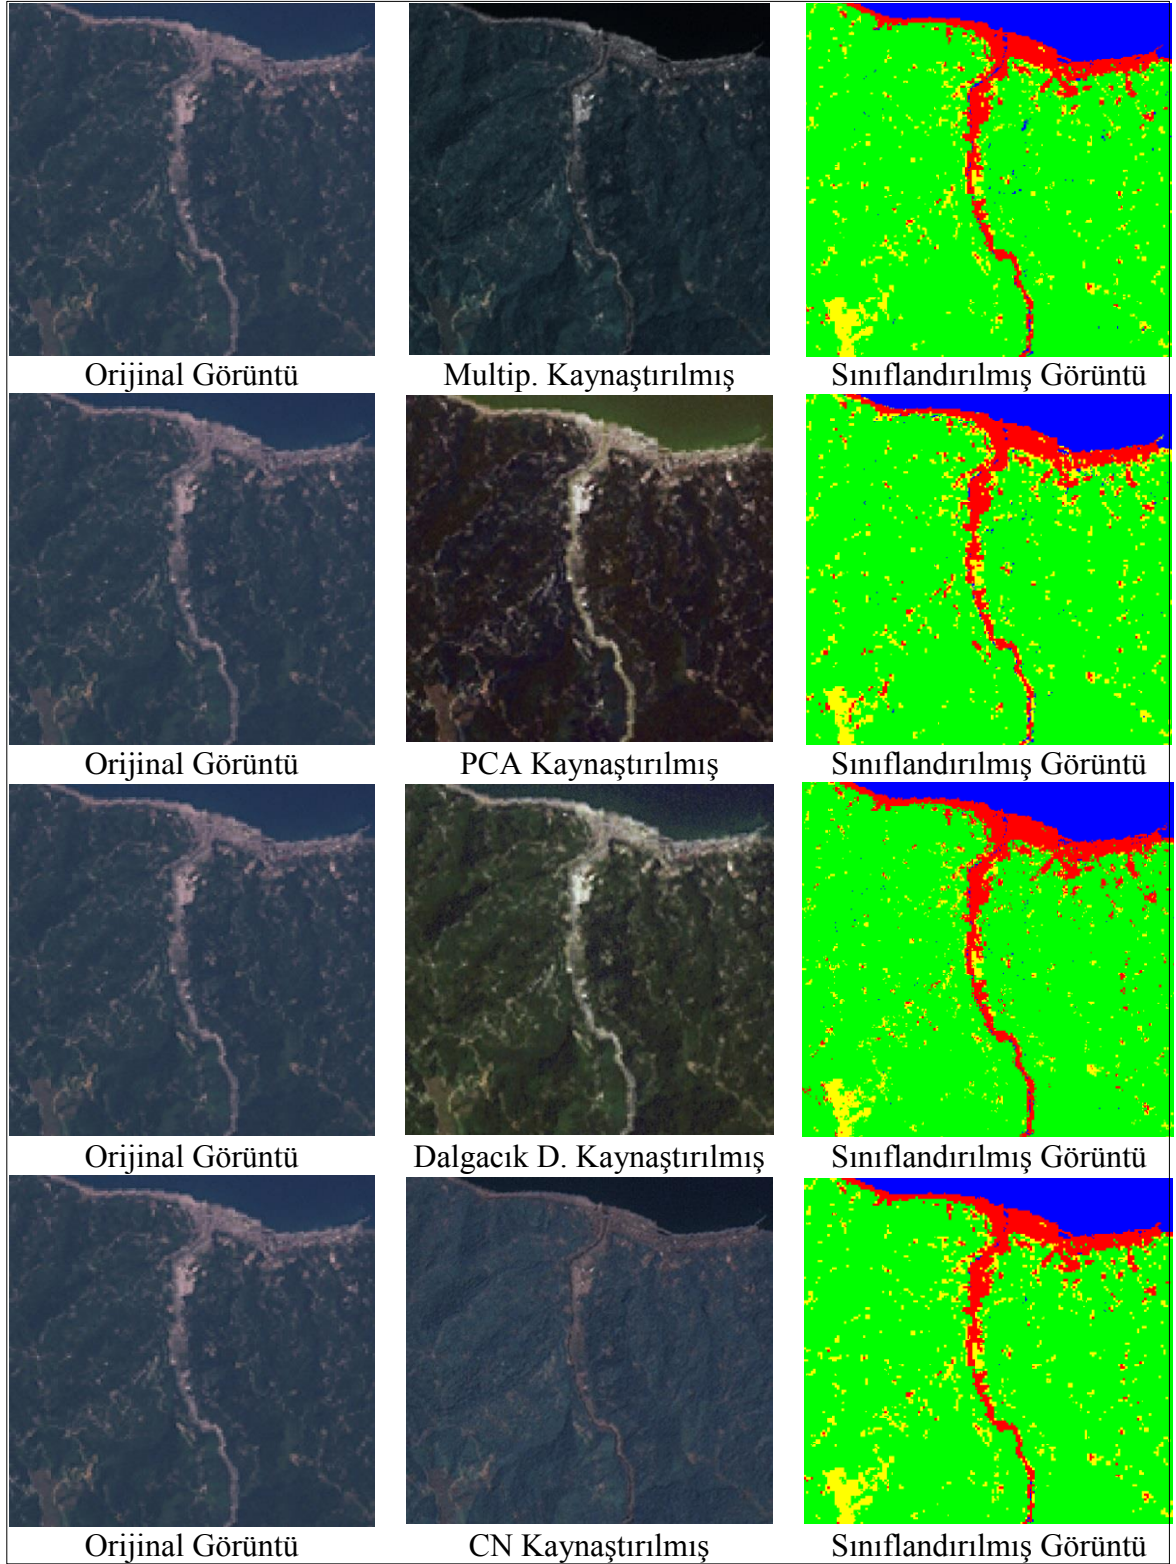 Orijinal Görüntü Multip. Kaynaştırılmış Sınıflandırılmış Görüntü
Orijinal Görüntü PCA Kaynaştırılmış Sınıflandırılmış Görüntü
Orijinal Görüntü Dalgacık D. Kaynaştırılmış Sınıflandırılmış Görüntü
Orijinal Görüntü CN Kaynaştırılmış Sınıflandırılmış Görüntü